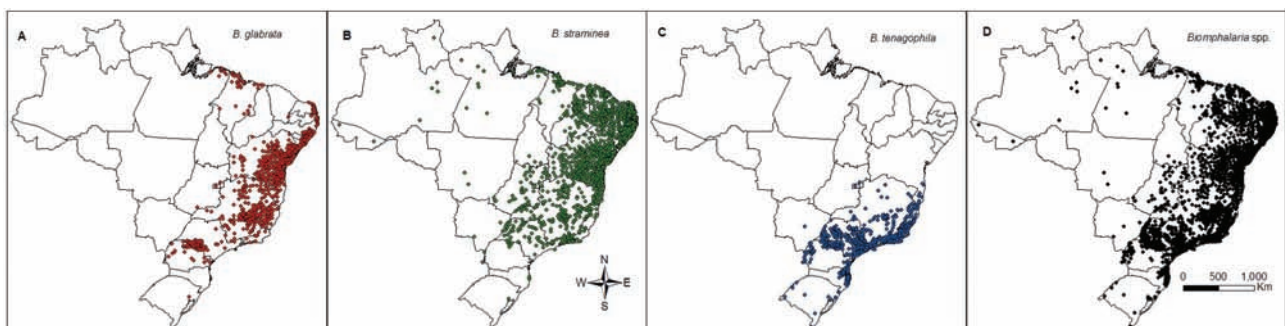 A
B. glabrata
B
B. straminea
N
W E
S
C
B. tenagophila
D
Biomphalaria spp.
0 500 1,000
Km